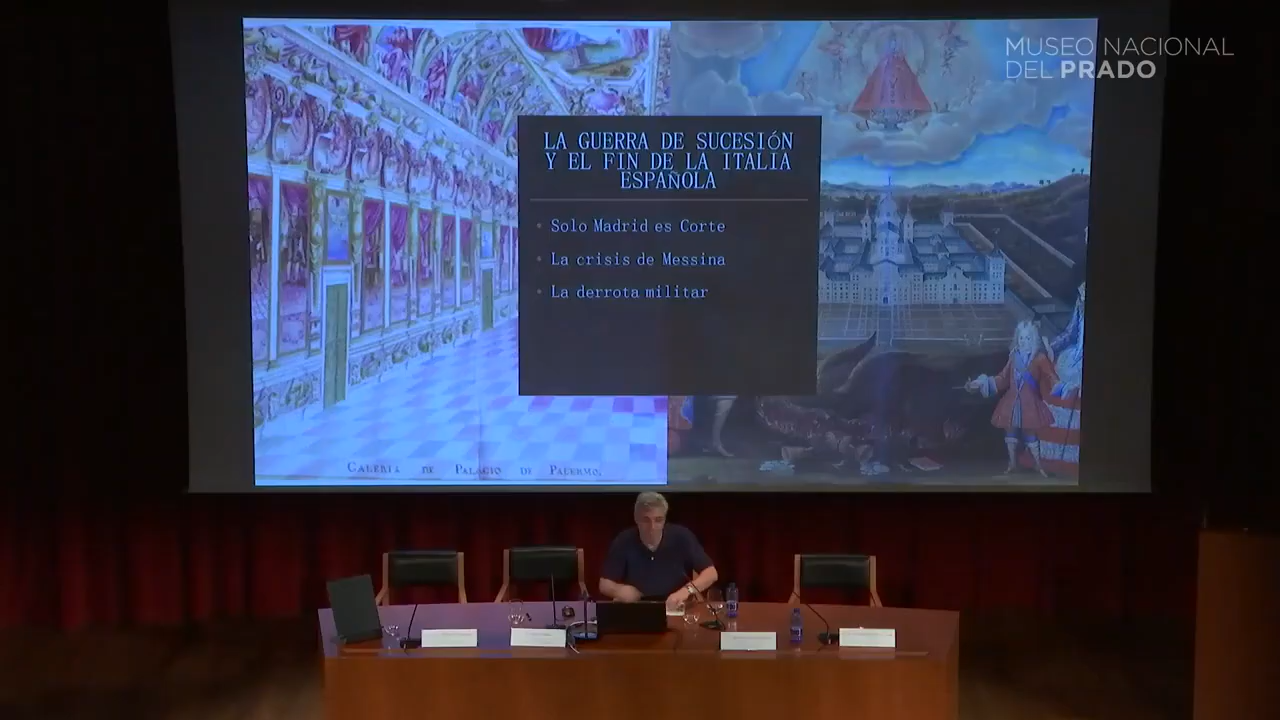 MUSEO NACIONAL
DEL PRADO
LA GUERRA DE SUCESIÓN
Y EL FIN DE LA ITALIA
ESPAÑOLA
• Solo Madrid es Corte
• La crisis de Messina
• La derrota militar
GALERIA DE PALACIO DE PALERMO.